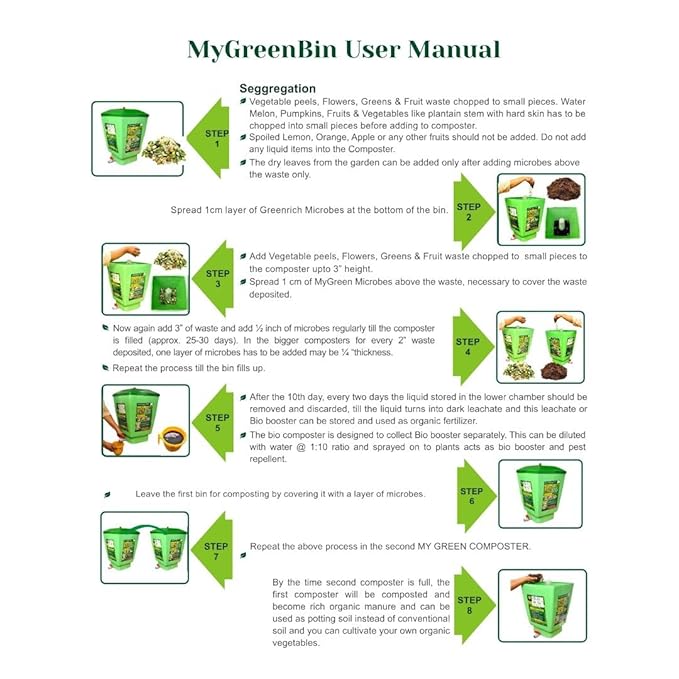 MyGreenBin User Manual
Seggregation
Vegetable peels, Flowers, Greens & Fruit waste chopped to small pieces. Water
Melon, Pumpkins, Fruits & Vegetables like plantain stem with hard skin has to be
chopped into small pieces before adding to composter.
Spoiled Lemon, Orange, Apple or any other fruits should not be added. Do not add
any liquid items into the Composter.
The dry leaves from the garden can be added only after adding microbes above
the waste only.
STEP
1
Spread 1cm layer of Greenrich Microbes at the bottom of the bin.
STEP
2
Add Vegetable peels, Flowers, Greens & Fruit waste chopped to small pieces to
the composter upto 3” height.
Spread 1 cm of MyGreen Microbes above the waste, necessary to cover the waste
deposited.
STEP
3
Now again add 3” of waste and add ½ inch of microbes regularly till the composter
is filled (approx. 25-30 days). In the bigger composters for every 2” waste
deposited, one layer of microbes has to be added may be ¼ “thickness.
Repeat the process till the bin fills up.
STEP
4
After the 10th day, every two days the liquid stored in the lower chamber should be
removed and discarded, till the liquid turns into dark leachate and this leachate or
Bio booster can be stored and used as organic fertilizer.
The bio composter is designed to collect Bio booster separately. This can be diluted
with water @ 1:10 ratio and sprayed on to plants acts as bio booster and pest
repellent.
STEP
5
Leave the first bin for composting by covering it with a layer of microbes.
STEP
6
Repeat the above process in the second MY GREEN COMPOSTER.
STEP
7
By the time second composter is full, the
first composter will be composted and
become rich organic manure and can be
used as potting soil instead of conventional
soil and you can cultivate your own organic
vegetables.
STEP
8